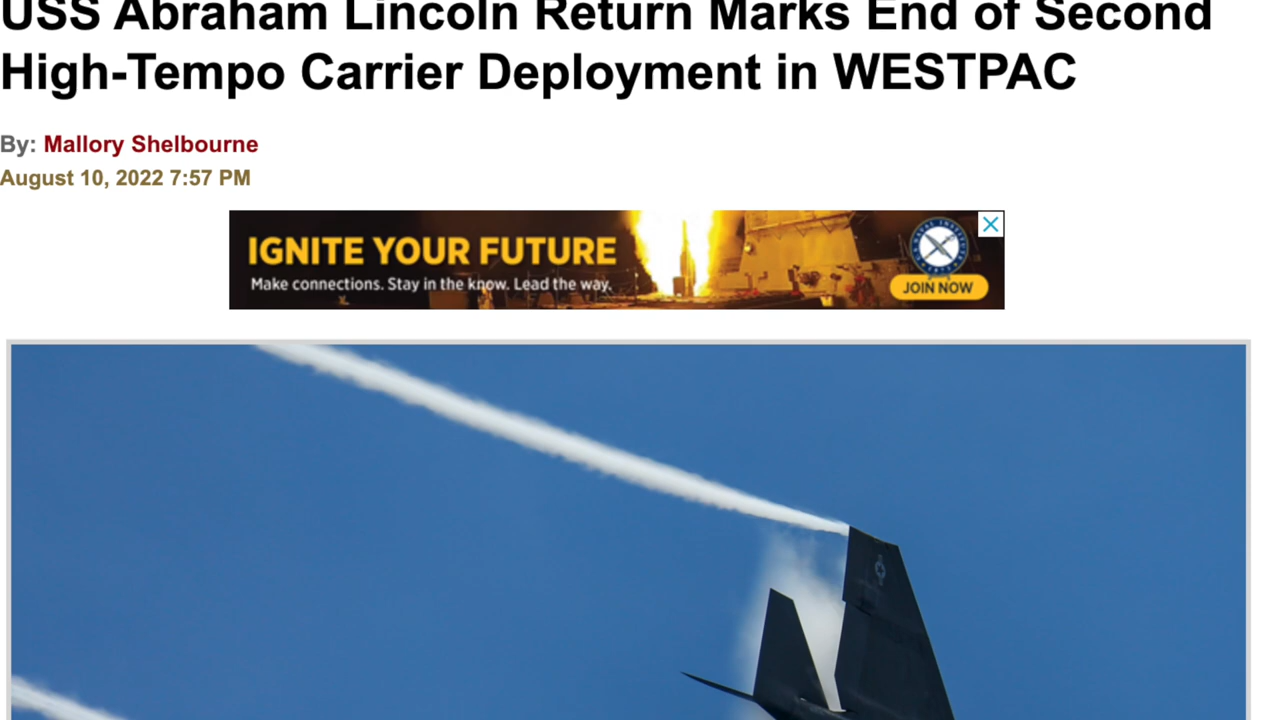 USS Abraham Lincoln Return Marks End of Second
High-Tempo Carrier Deployment in WESTPAC
By: Mallory Shelbourne
August 10, 2022 7:57 PM
IGNITE YOUR FUTURE
Make connections. Stay in the know. Lead the way.
JOIN NOW